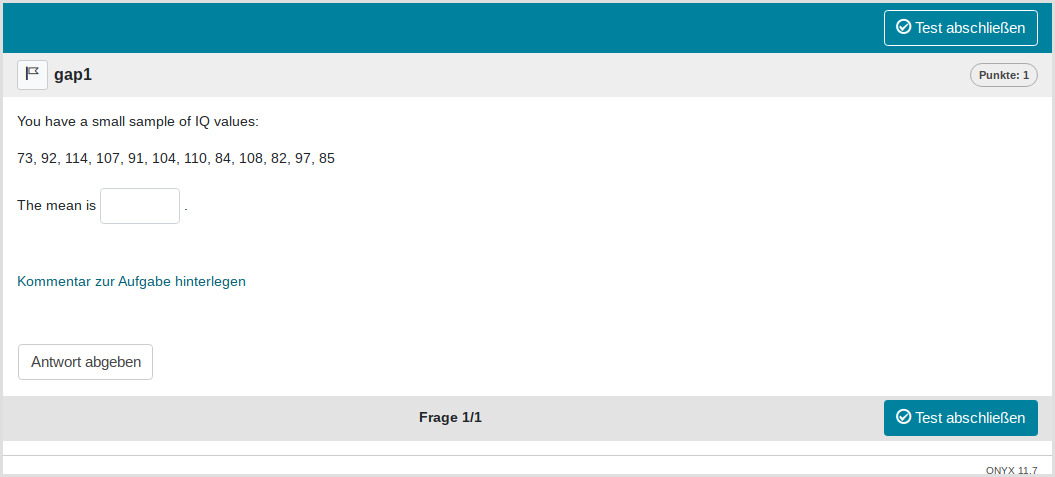 Test abschließen
gap1
Punkte: 1
You have a small sample of IQ values:
73, 92, 114, 107, 91, 104, 110, 84, 108, 82, 97, 85
The mean is .
Kommentar zur Aufgabe hinterlegen
Antwort abgeben
Frage 1/1
Test abschließen
ONYX 11.7